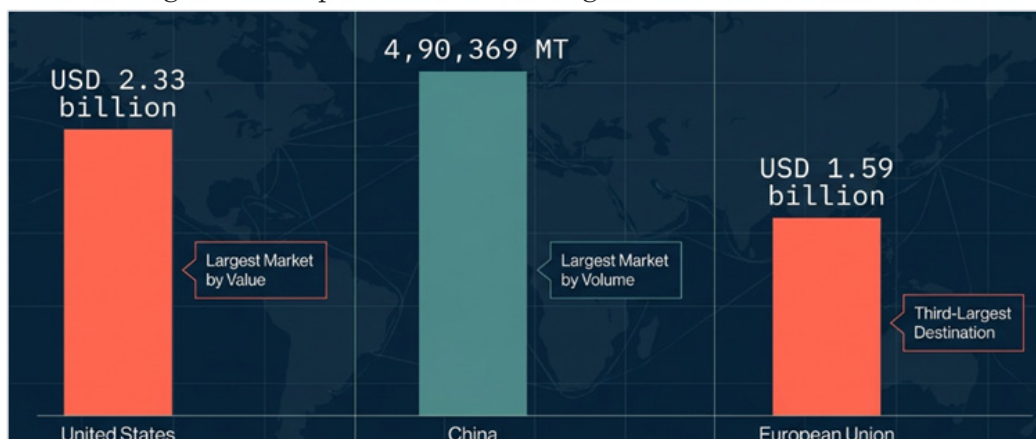 USD 2.33
billion
Largest Market
by Value
United States
4,90,369 MT
Largest Market
by Volume
China
USD 1.59
billion
Third-Largest
Destination
European Union